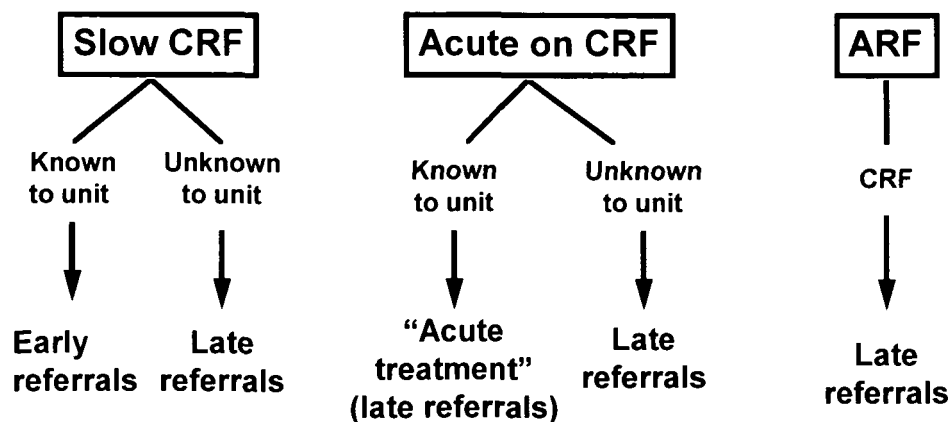 Slow CRF
Acute on CRF
ARF
Known
to unit
Unknown
to unit
Known
to unit
Unknown
to unit
CRF
Early
referrals
Late
referrals
“Acute
treatment”
(late referrals)
Late
referrals
Late
referrals